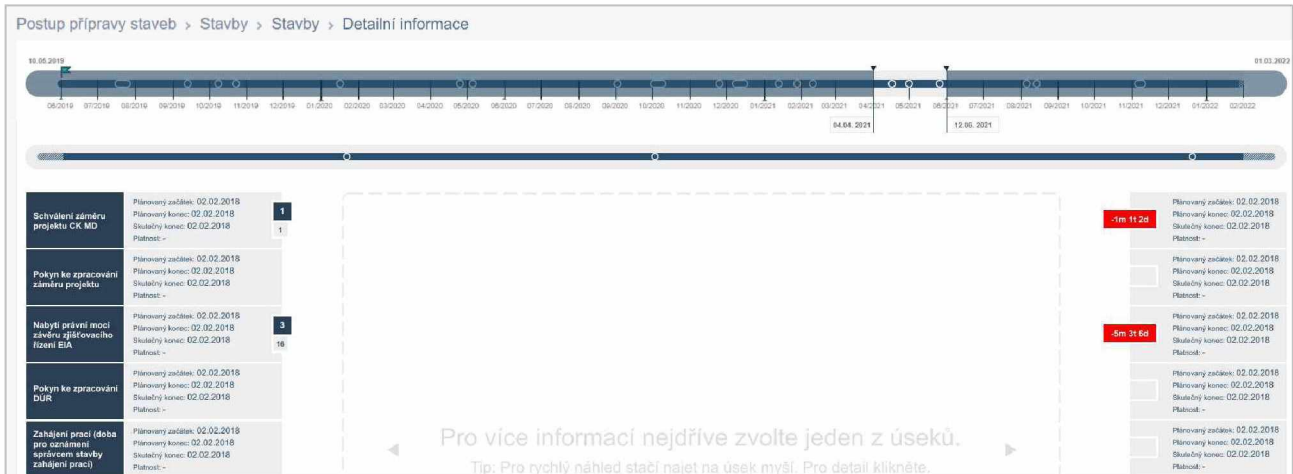 Postup přípravy staveb > Stavby > Stavby > Detailní informace
10.05.2019
01.03.2022
06/2019 07/2019 08/2019 09/2019 10/2019 11/2019 12/2019 01/2020 02/2020 03/2020 04/2020 05/2020 06/2020 07/2020 08/2020 09/2020 10/2020 11/2020 12/2020 01/2021 02/2021 03/2021 04/2021 05/2021 06/2021 07/2021 08/2021 09/2021 10/2021 11/2021 12/2021 01/2022 02/2022
04.04. 2021
12.06. 2021
Schválení záměru
projektu CK MD
Plánovaný začátek: 02.02.2018
Plánovaný konec: 02.02.2018
Skutečný konec: 02.02.2018
Platnost: -
1
1
-1m 1t 2d
Plánovaný začátek: 02.02.2018
Plánovaný konec: 02.02.2018
Skutečný konec: 02.02.2018
Platnost: -
Pokyn ke zpracování
záměru projektu
Plánovaný začátek: 02.02.2018
Plánovaný konec: 02.02.2018
Skutečný konec: 02.02.2018
Platnost: -
Plánovaný začátek: 02.02.2018
Plánovaný konec: 02.02.2018
Skutečný konec: 02.02.2018
Platnost: -
Nabytí právní moci
závěru zjišťovacího
řízení EIA
Plánovaný začátek: 02.02.2018
Plánovaný konec: 02.02.2018
Skutečný konec: 02.02.2018
Platnost: -
3
16
-5m 3t 6d
Plánovaný začátek: 02.02.2018
Plánovaný konec: 02.02.2018
Skutečný konec: 02.02.2018
Platnost: -
Pokyn ke zpracování
DÚR
Plánovaný začátek: 02.02.2018
Plánovaný konec: 02.02.2018
Skutečný konec: 02.02.2018
Platnost: -
Plánovaný začátek: 02.02.2018
Plánovaný konec: 02.02.2018
Skutečný konec: 02.02.2018
Platnost: -
Zahájení prací (doba
pro oznámení
správcem stavby
zahájení prací)
Plánovaný začátek: 02.02.2018
Plánovaný konec: 02.02.2018
Skutečný konec: 02.02.2018
Platnost: -
Pro více informací nejdříve zvolte jeden z úseků.
Tip: Pro rychlý náhled stačí najet na úsek myší. Pro detail klikněte.
Plánovaný začátek: 02.02.2018
Plánovaný konec: 02.02.2018
Skutečný konec: 02.02.2018
Platnost: -